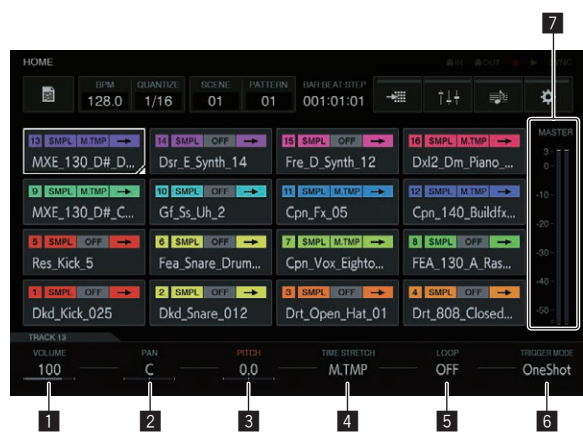 7
HOME IN OUT SYNC
BPM QUANTIZE SCENE PATTERN BAR:BEAT:STEP
128.0 1/16 01 01 001:01:01
MASTER
13 SMPL M.TMP 14 SMPL OFF 15 SMPL OFF 16 SMPL M.TMP
MXE_130_D#_D... Dsr_E_Synth_14 Fre_D_Synth_12 Dxl2_Dm_Piano_...
9 SMPL M.TMP 10 SMPL OFF 11 SMPL M.TMP 12 SMPL M.TMP
MXE_130_D#_C... Gf_Ss_Uh_2 Cpn_Fx_05 Cpn_140_Buildfx...
5 SMPL OFF 6 SMPL OFF 7 SMPL M.TMP 8 SMPL OFF
Res_Kick_5 Fea_Snare_Drum... Cpn_Vox_Eighto... FEA_130_A_Ras...
1 SMPL OFF 2 SMPL OFF 3 SMPL OFF 4 SMPL OFF
Dkd_Kick_025 Dkd_Snare_012 Drt_Open_Hat_01 Drt_808_Closed...
3
0
-10
-20
-30
-40
-50
TRACK 13
VOLUME PAN PITCH TIME STRETCH LOOP TRIGGER MODE
100 C 0.0 M.TMP OFF OneShot
1 2 3 4 5 6